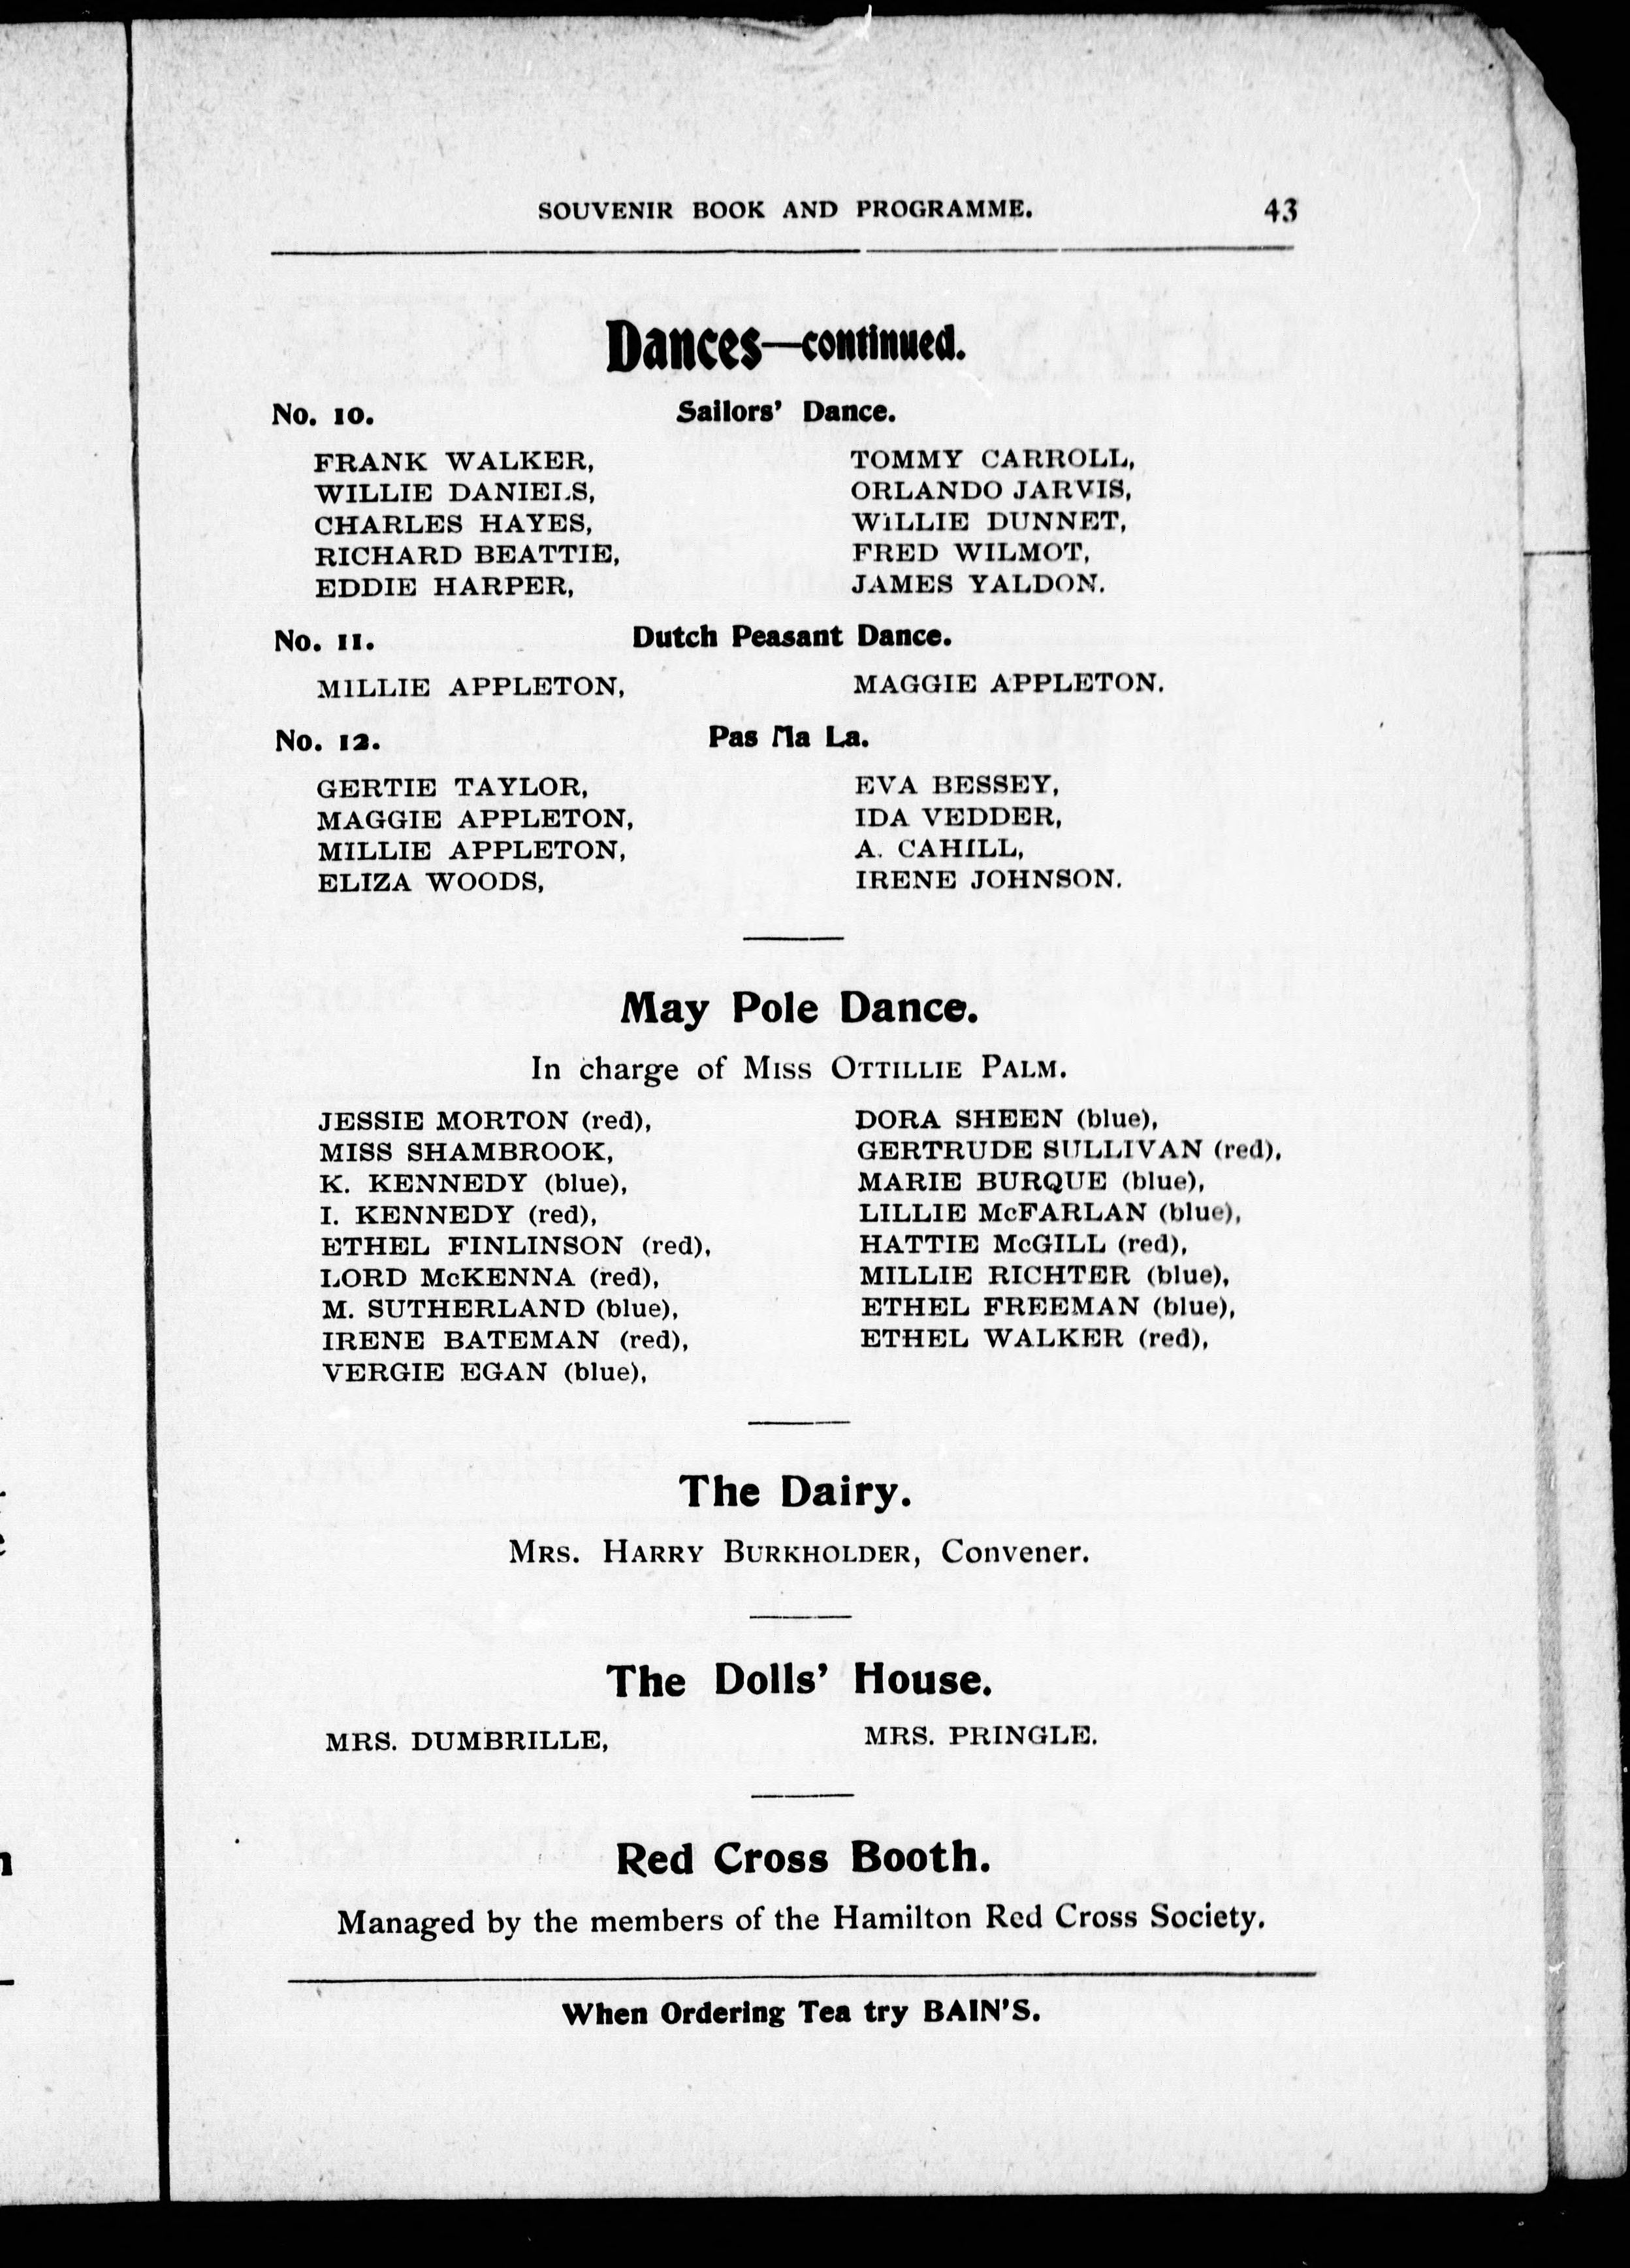 SOUVENIR BOOK AND PROGRAMME. 43
Dances—continued.
No. 10. Sailors' Dance.
FRANK WALKER, TOMMY CARROLL,
WILLIE DANIELS, ORLANDO JARVIS,
CHARLES HAYES, WILLIE DUNNET,
RICHARD BEATTIE, FRED WILMOT,
EDDIE HARPER, JAMES YALDON.
No. 11. Dutch Peasant Dance.
MILLIE APPLETON, MAGGIE APPLETON.
No. 12. Pas Ma La.
GERTIE TAYLOR, EVA BESSEY,
MAGGIE APPLETON, IDA VEDDER,
MILLIE APPLETON, A. CAHILL,
ELIZA WOODS, IRENE JOHNSON.
May Pole Dance.
In charge of MISS OTTILLIE PALM.
JESSIE MORTON (red), DORA SHEEN (blue),
MISS SHAMBROOK, GERTRUDE SULLIVAN (red),
K. KENNEDY (blue), MARIE BURQUE (blue),
I. KENNEDY (red), LILLIE McFARLAN (blue),
ETHEL FINLINSON (red), HATTIE McGILL (red),
LORD McKENNA (red), MILLIE RICHTER (blue),
M. SUTHERLAND (blue), ETHEL FREEMAN (blue),
IRENE BATEMAN (red), ETHEL WALKER (red),
VERGIE EGAN (blue),
The Dairy.
MRS. HARRY BURKHOLDER, Convener.
The Dolls' House.
MRS. DUMBRILLE, MRS. PRINGLE.
Red Cross Booth.
Managed by the members of the Hamilton Red Cross Society.
When Ordering Tea try BAIN'S.